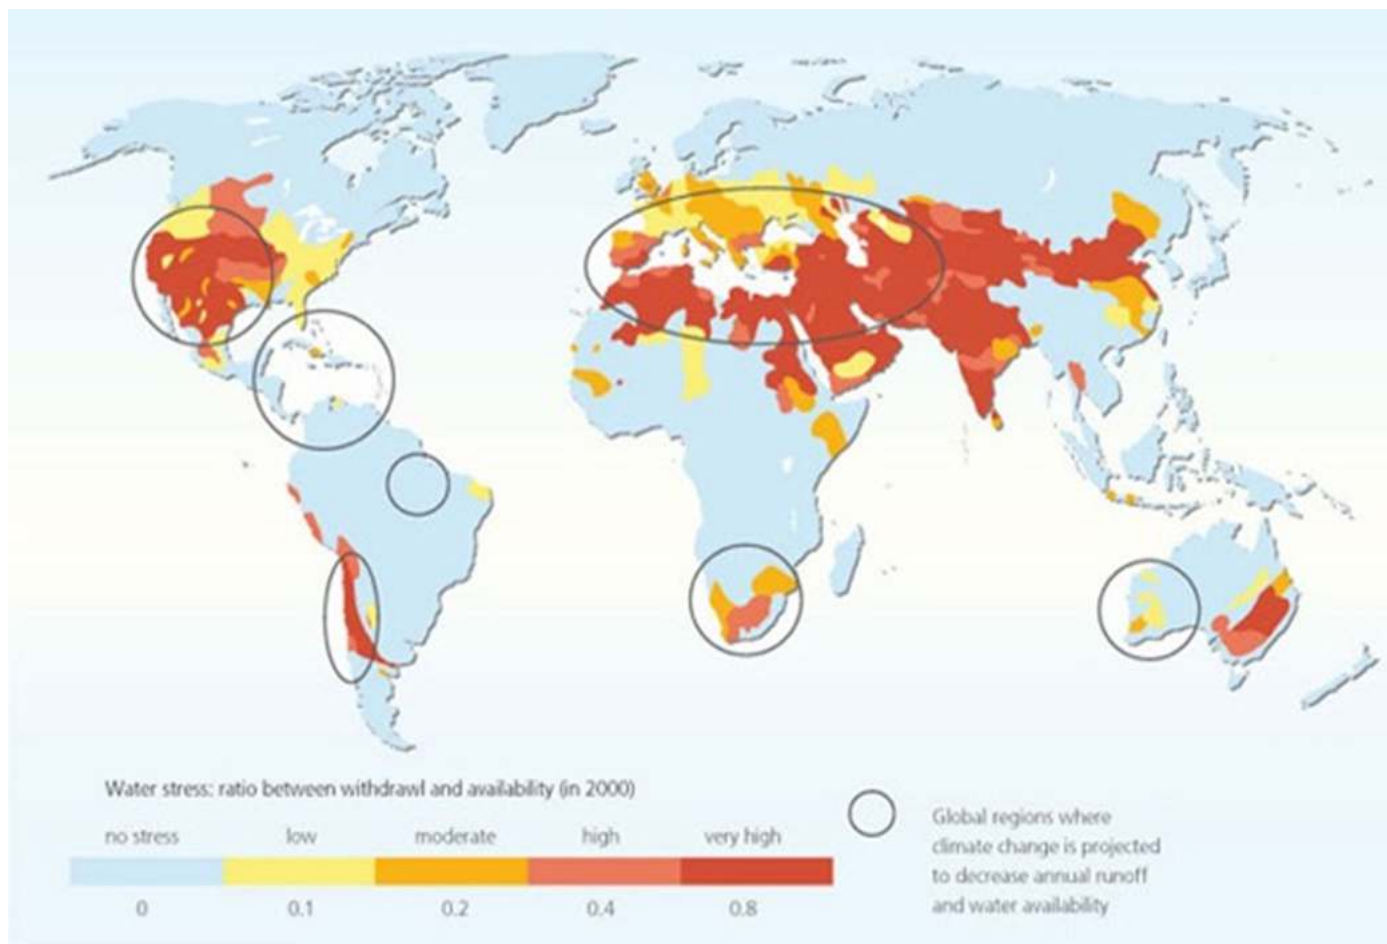 Water stress: ratio between withdrawl and availability (in 2000)
no stress low moderate high very high
0 0.1 0.2 0.4 0.8
Global regions where
climate change is projected
to decrease annual runoff
and water availability